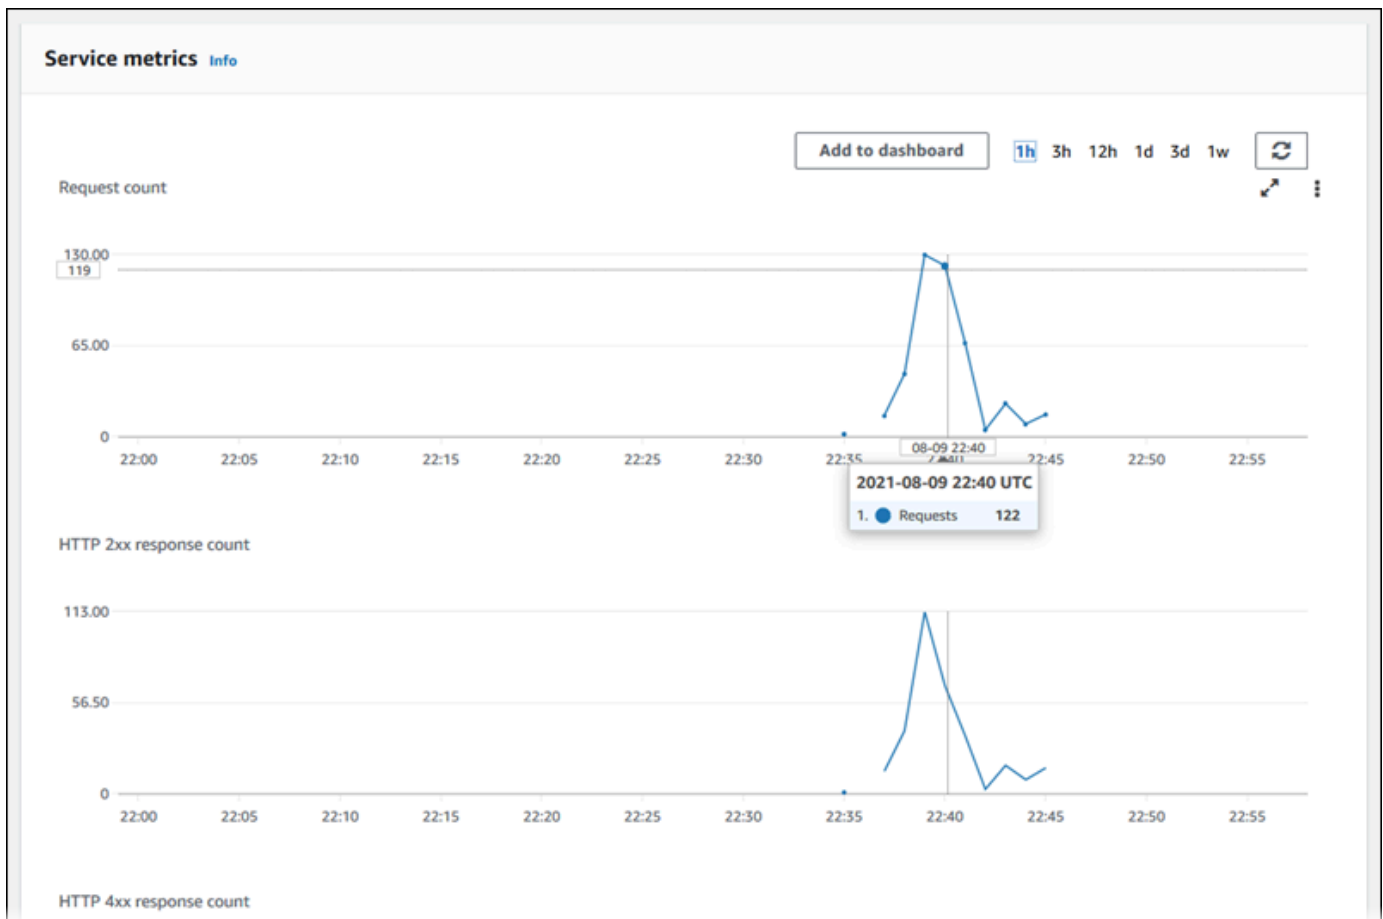 Service metrics Info
Add to dashboard 1h 3h 12h 1d 3d 1w
Request count
130.00
119
65.00
0
08-09 22:40
22:00 22:05 22:10 22:15 22:20 22:25 22:30 22:35 22:40 22:45 22:50 22:55
2021-08-09 22:40 UTC
1. Requests 122
HTTP 2xx response count
113.00
56.50
0
22:00 22:05 22:10 22:15 22:20 22:25 22:30 22:35 22:40 22:45 22:50 22:55
HTTP 4xx response count